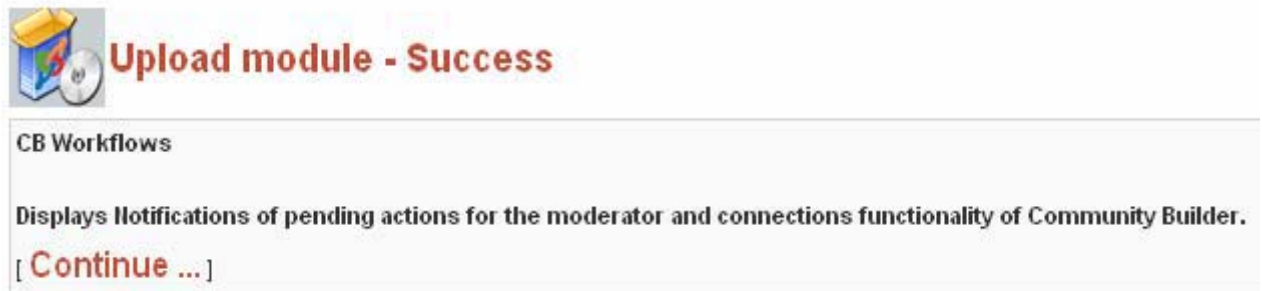 Upload module - Success
CB Workflows
Displays Notifications of pending actions for the moderator and connections functionality of Community Builder.
[ Continue ... ]